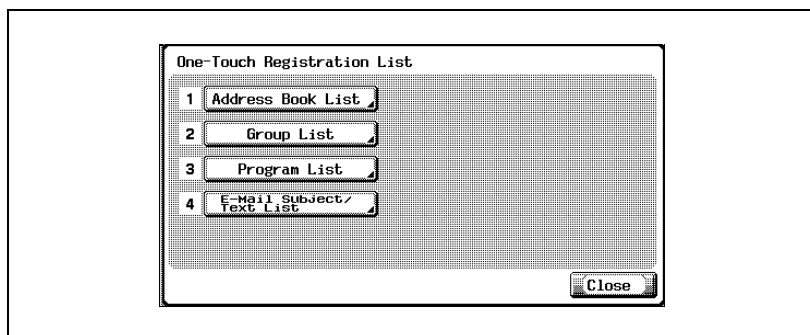 One-Touch Registration List
1 Address Book List
2 Group List
3 Program List
4 E-Mail Subject/
Text List
Close